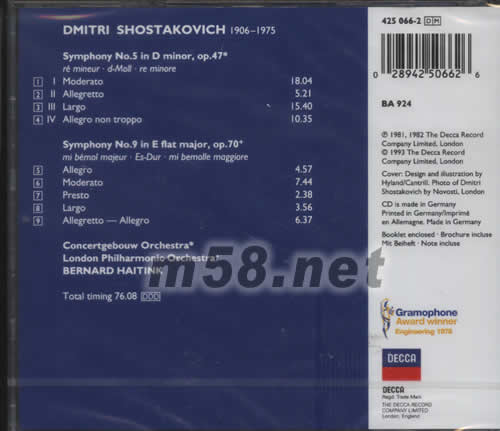 DMITRI SHOSTAKOVICH 1906–1975
Symphony No.5 in D minor, op.47*
ré mineur · d-Moll · re minore
1 I Moderato 18.04
2 II Allegretto 5.21
3 III Largo 15.40
4 IV Allegro non troppo 10.35
Symphony No.9 in E flat major, op.70⁺
mi bémol majeur · Es-Dur · mi bemolle maggiore
5 Allegro 4.57
6 Moderato 7.44
7 Presto 2.38
8 Largo 3.56
9 Allegretto — Allegro 6.37
Concertgebouw Orchestra*
London Philharmonic Orchestra⁺
BERNARD HAITINK
Total timing 76.08 DDD
m58.net
425 066-2 DM
0 28942 50662 6
BA 924
℗ 1981, 1982 The Decca Record
Company Limited, London
© 1993 The Decca Record
Company Limited, London
Cover: Design and illustration by
Hyland/Cantrill. Photo of Dmitri
Shostakovich by Novosti, London
CD is made in Germany
Printed in Germany/Imprimé
en Allemagne. Made in Germany
Booklet enclosed · Brochure incluse
Mit Beiheft · Note incluse
Gramophone
Award winner
Engineering 1978
DECCA
DECCA
Regd. Trade Mark
THE DECCA RECORD
COMPANY LIMITED
London, England